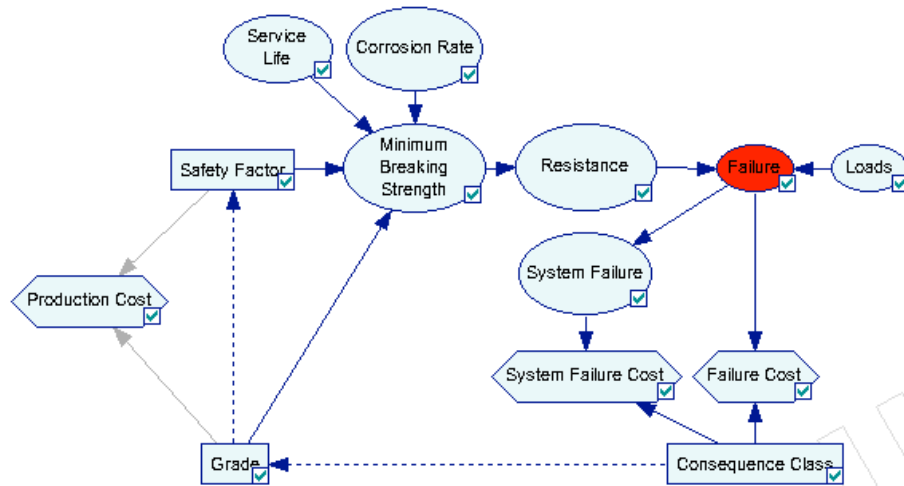 Service
Life
Corrosion Rate
Minimum
Breaking
Strength
Safety Factor
Resistance
Failure
Loads
System Failure
Production Cost
System Failure Cost
Failure Cost
Grade
Consequence Class